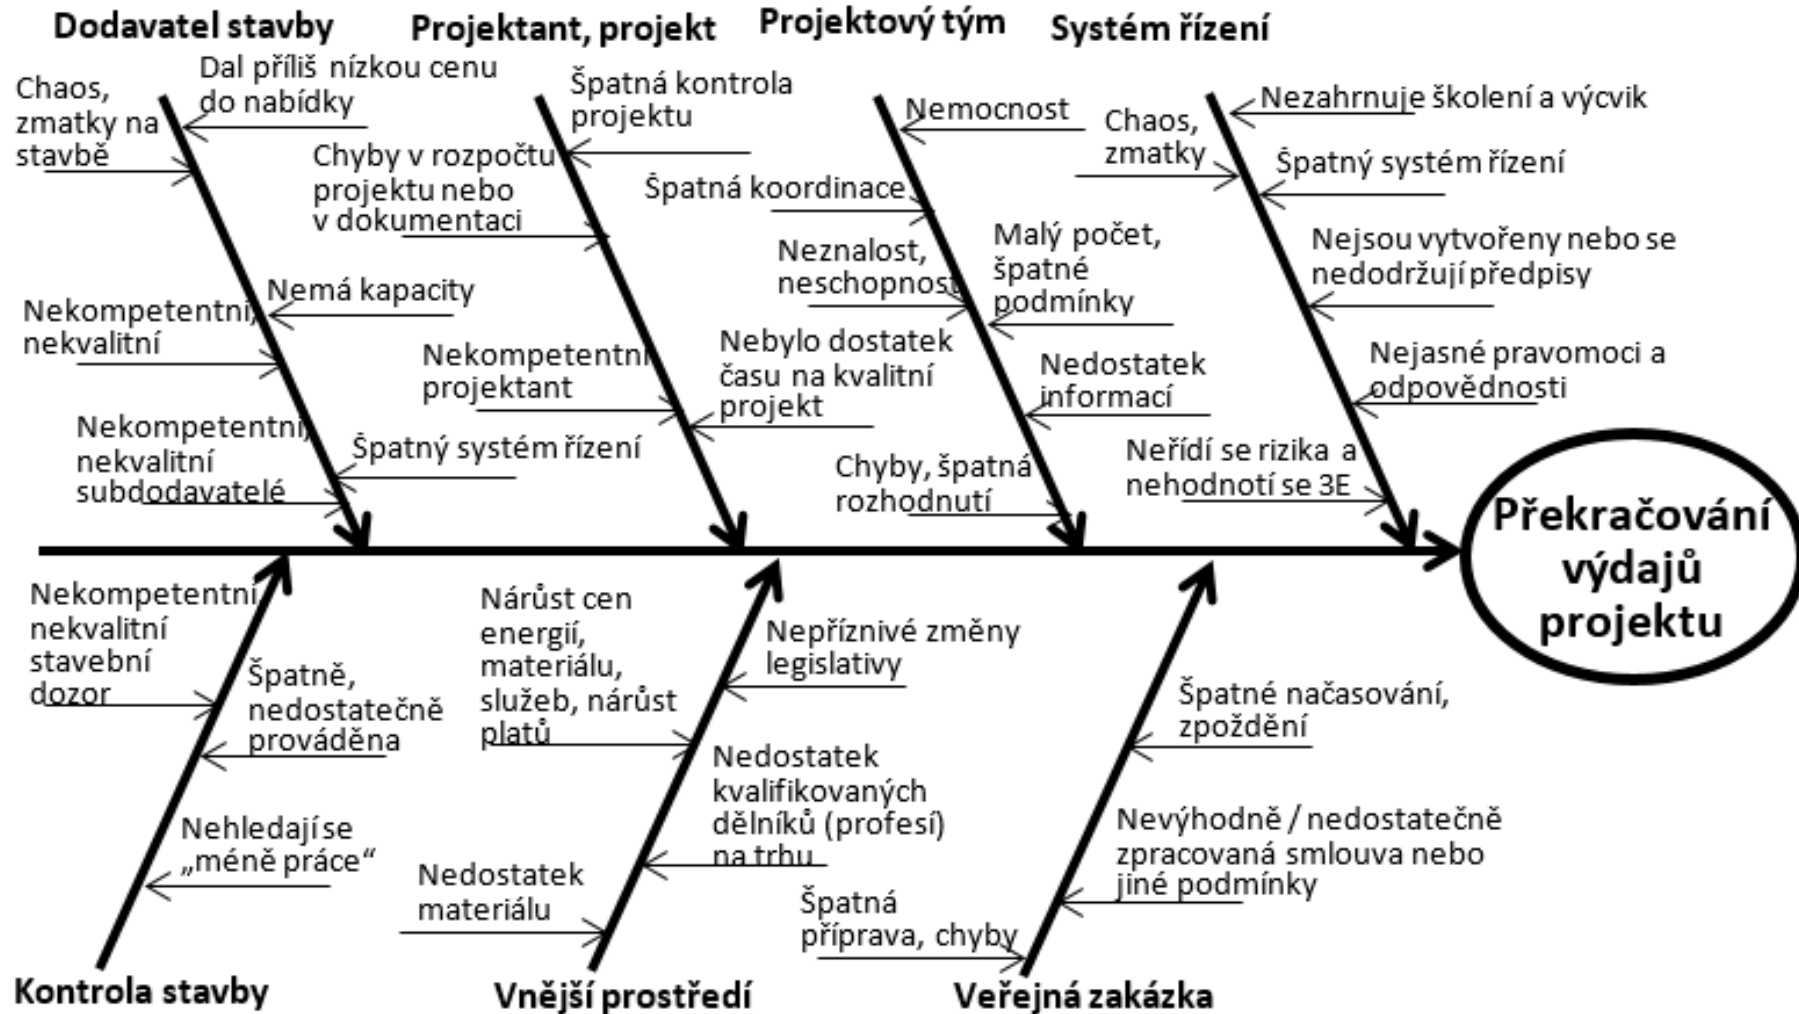 Dodavatel stavby
Dal příliš nízkou cenu
do nabídky
Chaos,
zmatky na
stavbě
Nemá kapacity
Nekompetentní,
nekvalitní
Nekompetentní,
nekvalitní
subdodavatelé
Špatný systém řízení
Projektant, projekt
Špatná kontrola
projektu
Chyby v rozpočtu
projektu nebo
v dokumentaci
Nekompetentní
projektant
Nebylo dostatek
času na kvalitní
projekt
Projektový tým
Nemocnost
Špatná koordinace
Neznalost,
neschopnost
Malý počet,
špatné
podmínky
Nedostatek
informací
Chyby, špatná
rozhodnutí
Systém řízení
Nezahrnuje školení a výcvik
Chaos,
zmatky
Špatný systém řízení
Nejsou vytvořeny nebo se
nedodržují předpisy
Nejasné pravomoci a
odpovědnosti
Neřídí se rizika a
nehodnotí se 3E
Překračování
výdajů
projektu
Nekompetentní,
nekvalitní
stavební
dozor
Špatně,
nedostatečně
prováděna
Nehledají se
„méně práce“
Kontrola stavby
Nárůst cen
energií,
materiálu,
služeb, nárůst
platů
Nepříznivé změny
legislativy
Nedostatek
kvalifikovaných
dělníků (profesí)
na trhu
Nedostatek
materiálu
Vnější prostředí
Špatné načasování,
zpoždění
Nevýhodně / nedostatečně
zpracovaná smlouva nebo
jiné podmínky
Špatná
příprava, chyby
Veřejná zakázka